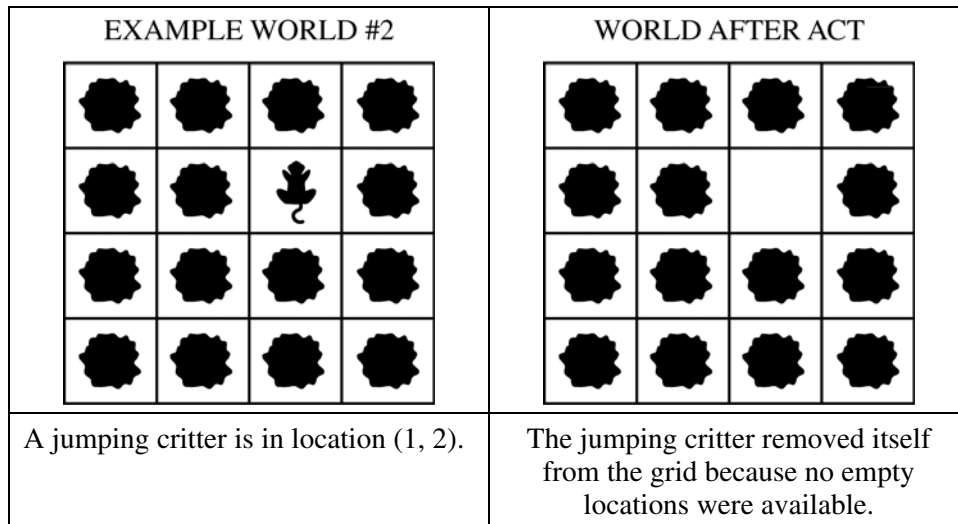 EXAMPLE WORLD #2
WORLD AFTER ACT
A jumping critter is in location (1, 2).
The jumping critter removed itself
from the grid because no empty
locations were available.